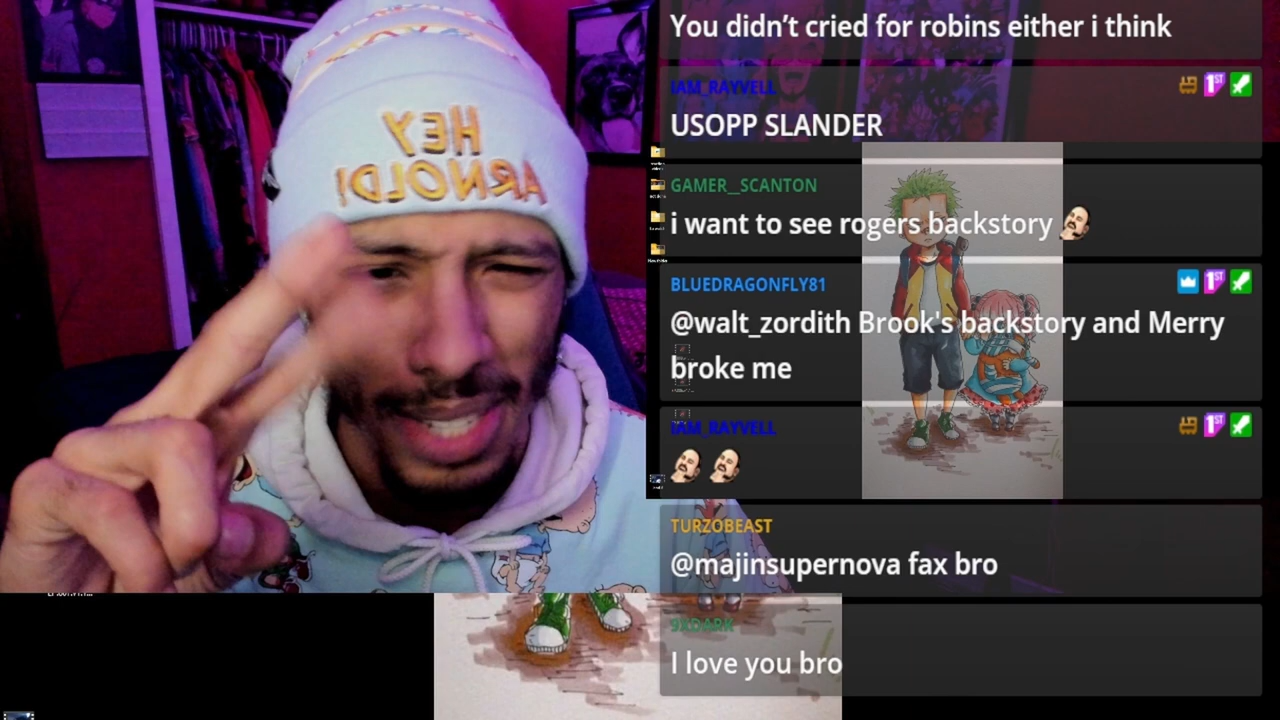 HEY
ARNOLD!
You didn’t cried for robins either i think
IAM_RAYVELL
USOPP SLANDER
GAMER__SCANTON
i want to see rogers backstory
BLUEDRAGONFLY81
@walt_zordith Brook's backstory and Merry
broke me
IAM_RAYVELL
TURZOBEAST
@majinsupernova fax bro
9XDARK
I love you bro